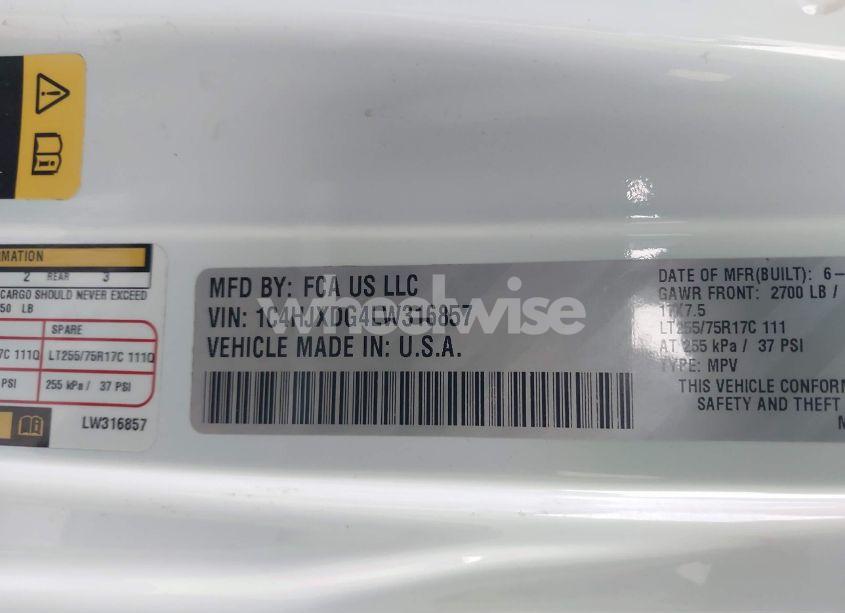 RMATION
2 REAR 3
CARGO SHOULD NEVER EXCEED
50 LB
SPARE
7C 111Q LT255/75R17C 111Q
PSI 255 kPa/ 37 PSI
LW316857
MFD BY: FCA US LLC
VIN: 1C4HJXDG4LW316857
VEHICLE MADE IN: U.S.A.
DATE OF MFR(BUILT): 6-
GAWR FRONT: 2700 LB /
17X7.5
LT255/75R17C 111
AT 255 kPa/ 37 PSI
TYPE: MPV
THIS VEHICLE CONFORM
SAFETY AND THEFT
M
wheelwise